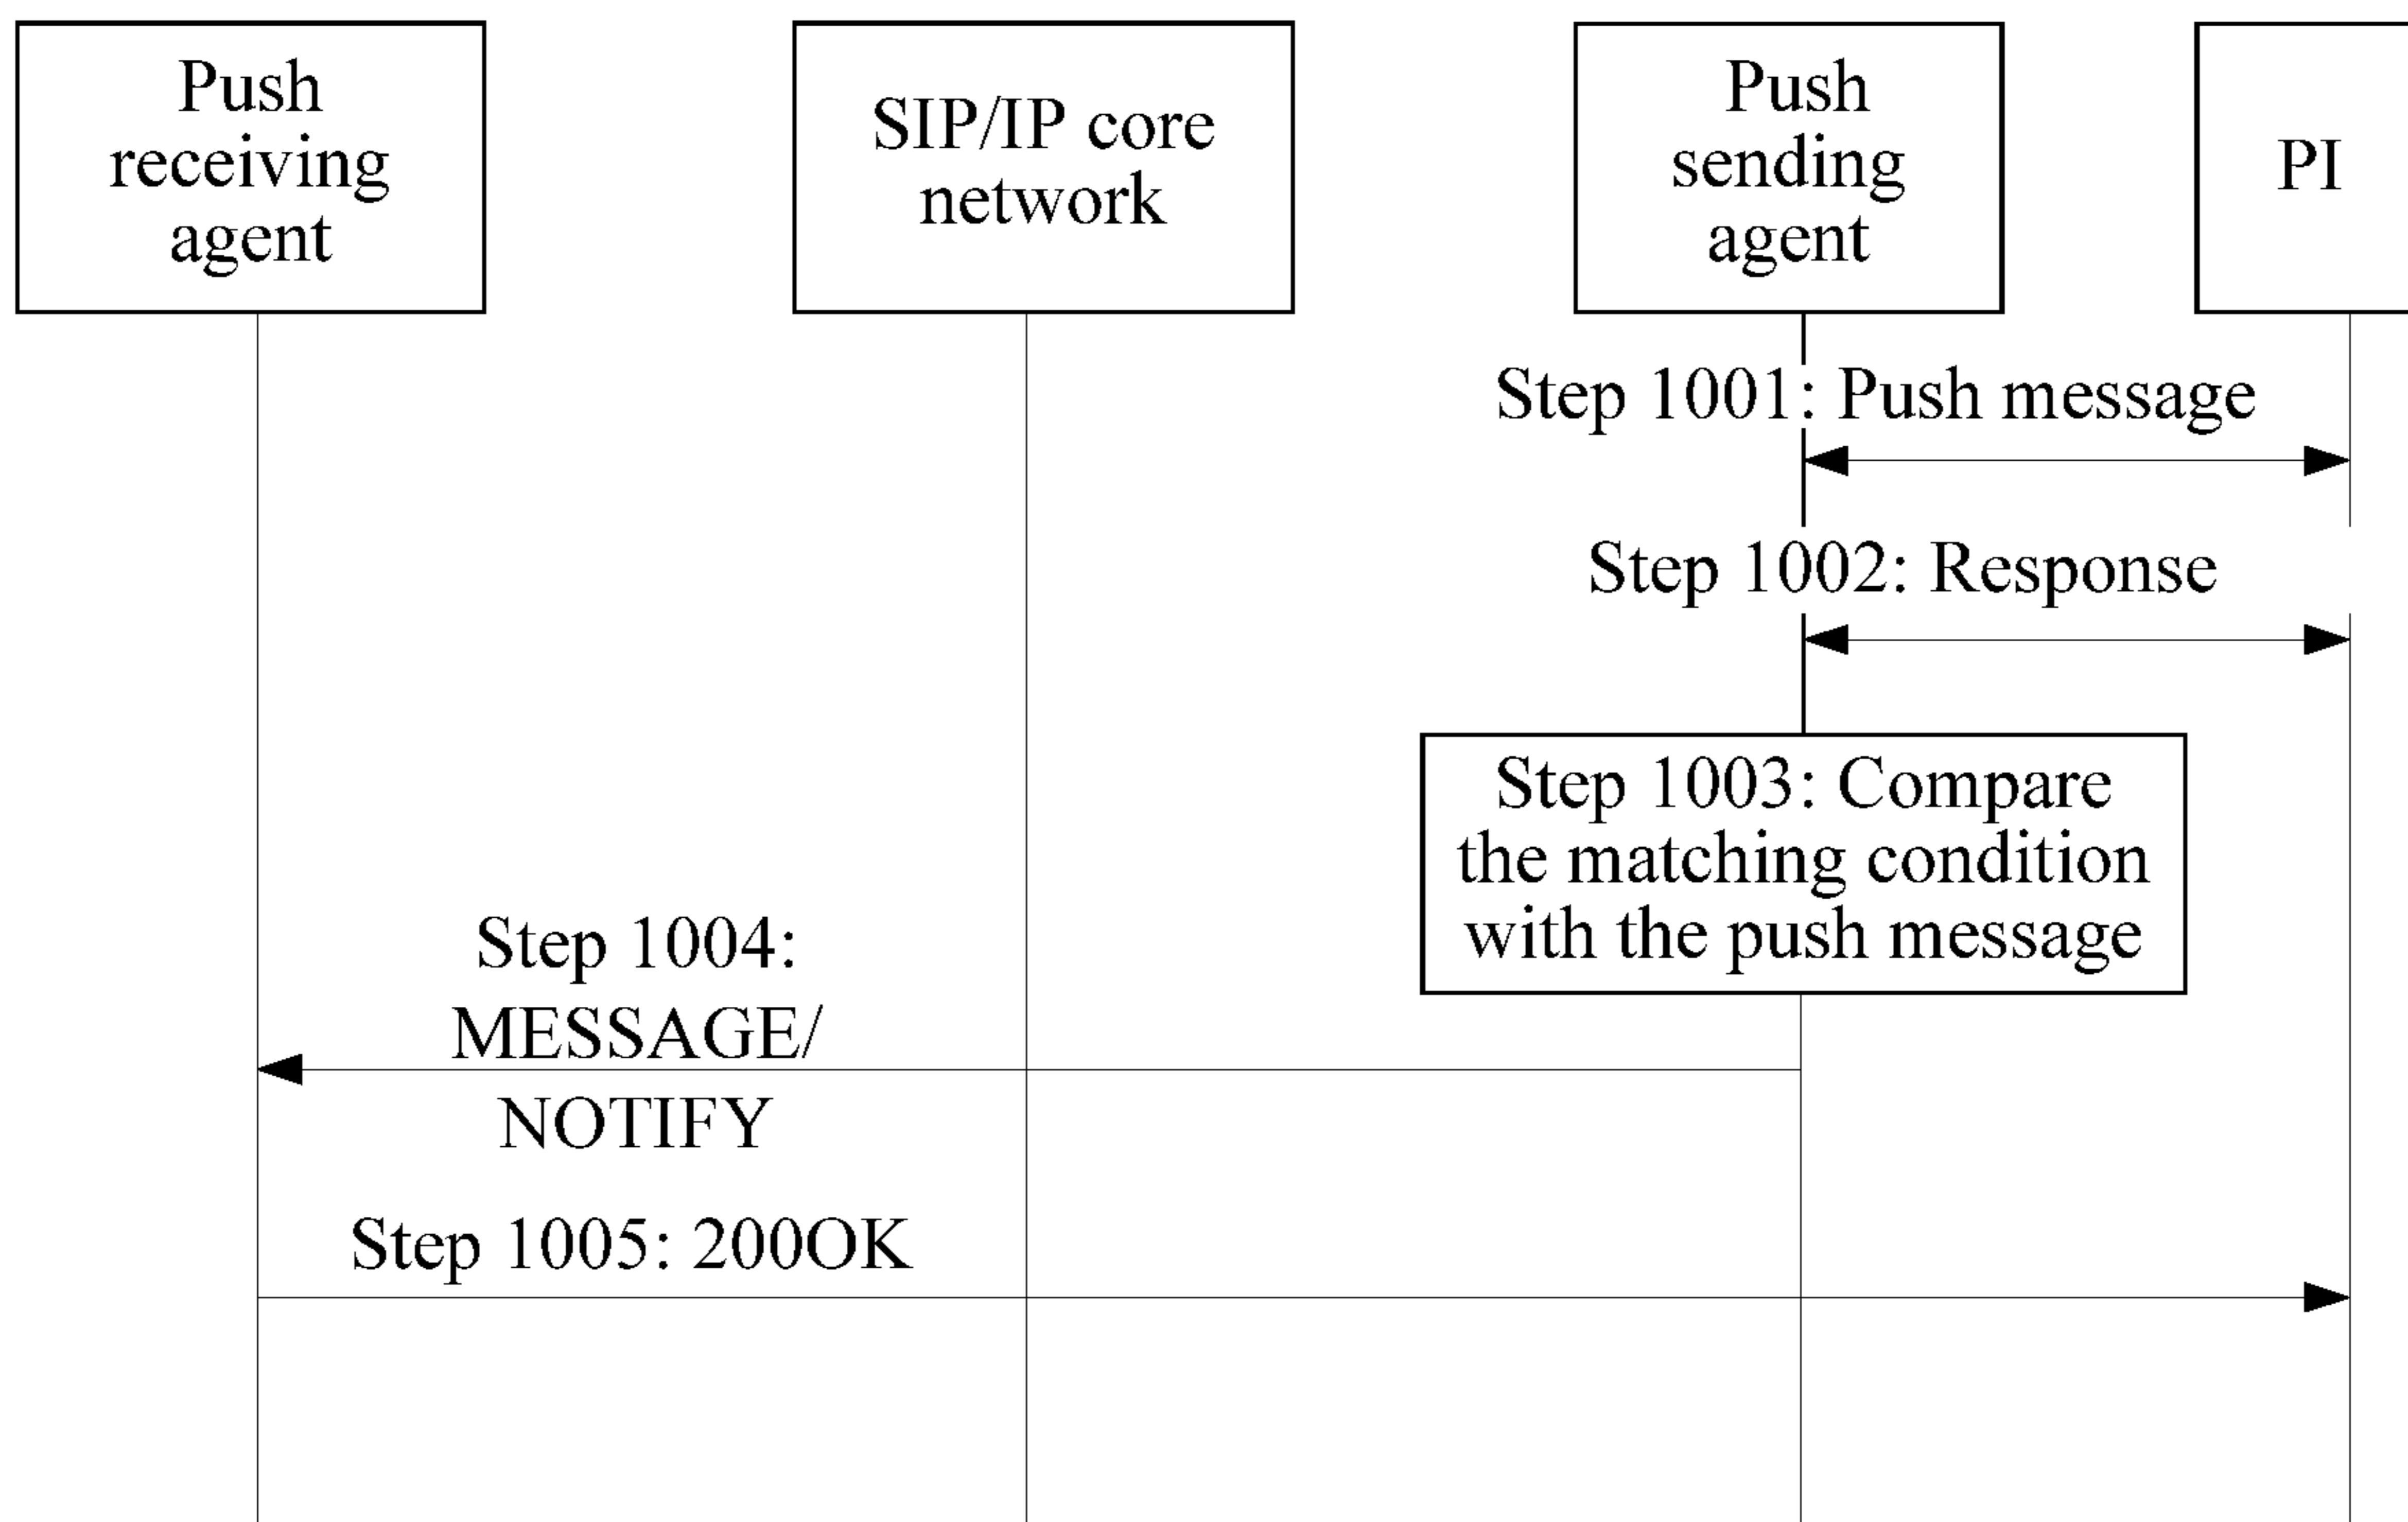 Push
receiving
agent
SIP/IP core
network
Push
sending
agent
PI
Step 1001: Push message
Step 1002: Response
Step 1003: Compare
the matching condition
with the push message
Step 1004:
MESSAGE/
NOTIFY
Step 1005: 200OK